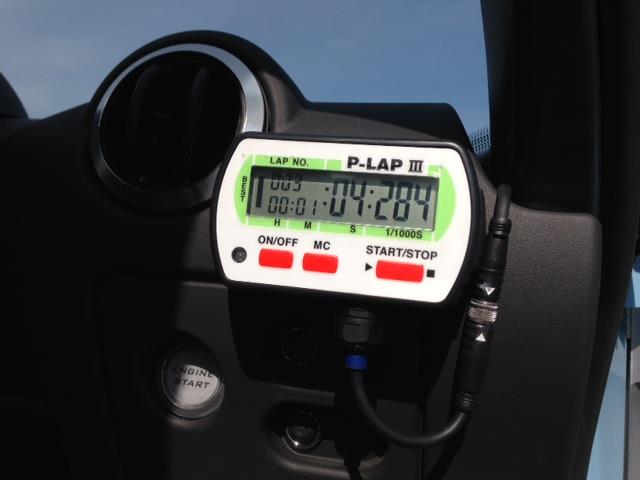 P-LAP III
LAP NO.
BEST
003
00:01:04:284
H M S 1/1000S
ON/OFF MC START/STOP
ENGINE
START